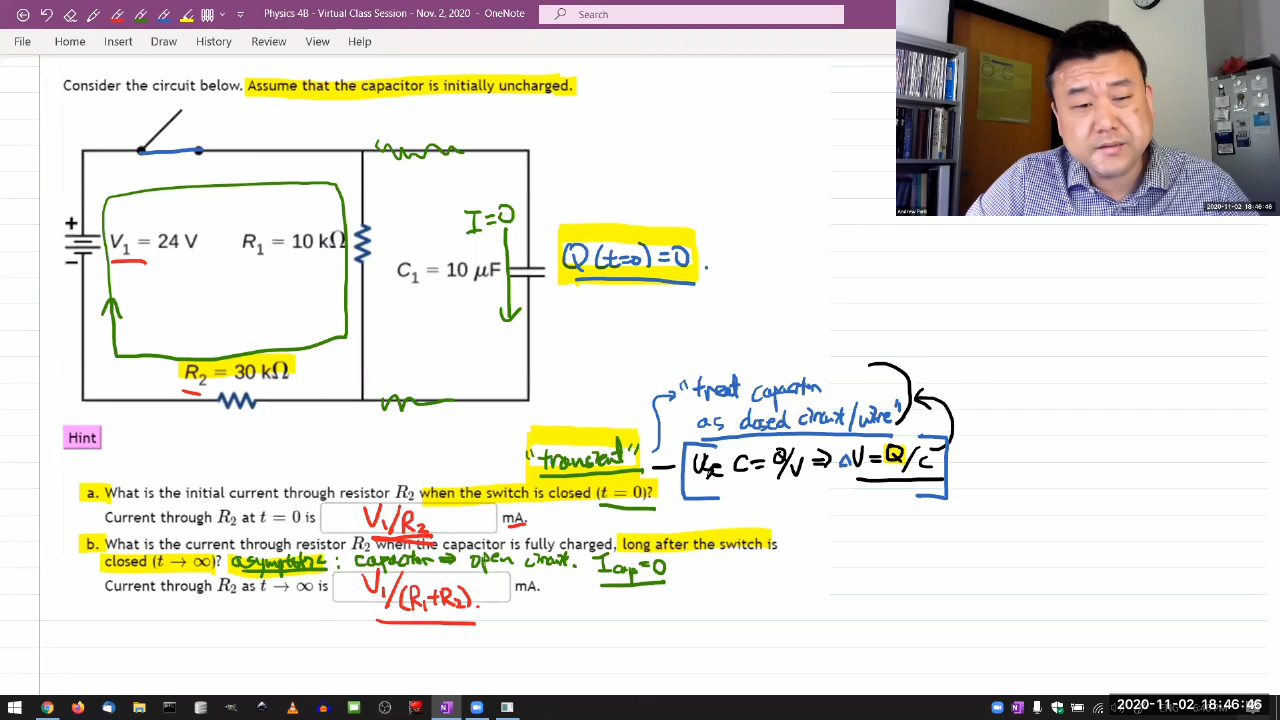 Physics 4B - Spring Nov. 2, 2020 - OneNote
Search
File Home Insert Draw History Review View Help
Consider the circuit below. Assume that the capacitor is initially uncharged.
I=0
+
V₁ = 24 V R₁ = 10 kΩ
−
C₁ = 10 μF
Q(t=0)=0.
R₂ = 30 kΩ
"treat capacitor
as closed circuit/wire"
Hint
"transient" — Use C=Q/V ⇒ ΔV=Q/C
a. What is the initial current through resistor R₂ when the switch is closed (t = 0)?
Current through R₂ at t = 0 is V₁/R₂ mA.
b. What is the current through resistor R₂ when the capacitor is fully charged, long after the switch is
closed (t → ∞)? asymptotic: capacitor ⇒ open circuit. I cap=0
Current through R₂ as t → ∞ is V₁/(R₁+R₂). mA.
Andrew Park
2020-11-02 18:46:46
2020-11-02 18:46:46